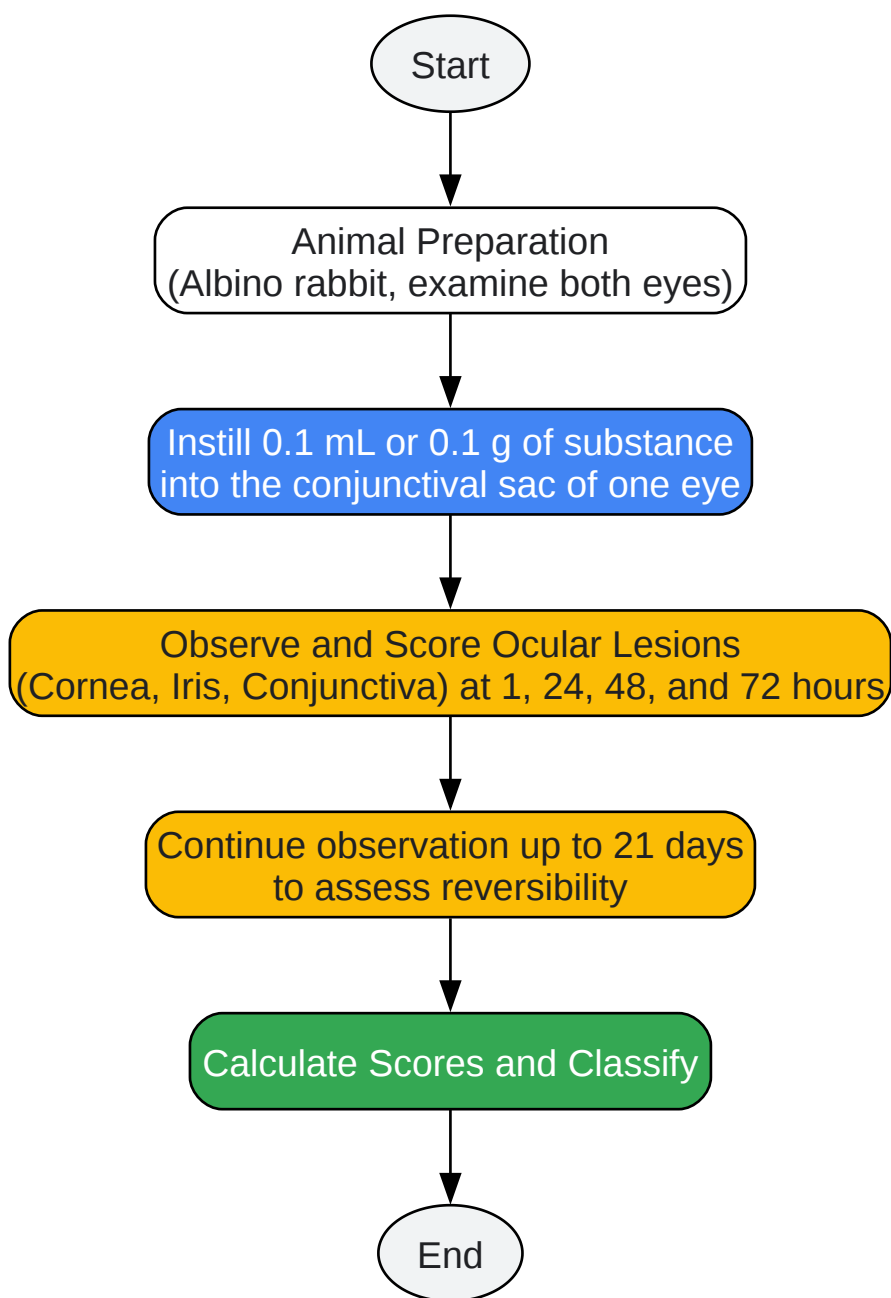 Start
Animal Preparation
(Albino rabbit, examine both eyes)
Instill 0.1 mL or 0.1 g of substance
into the conjunctival sac of one eye
Observe and Score Ocular Lesions
(Cornea, Iris, Conjunctiva) at 1, 24, 48, and 72 hours
Continue observation up to 21 days
to assess reversibility
Calculate Scores and Classify
End